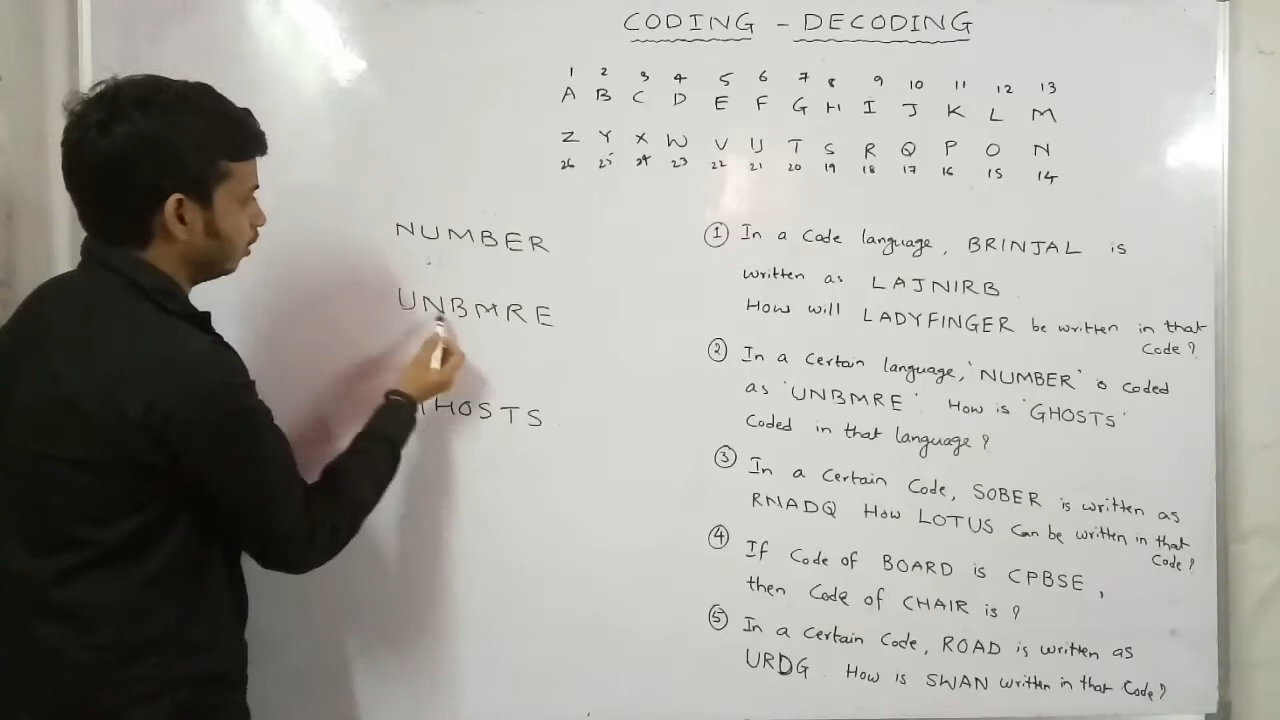 CODING - DECODING
1 2 3 4 5 6 7 8 9 10 11 12 13
A B C D E F G H I J K L M
Z Y X W V U T S R Q P O N
26 25 24 23 22 21 20 19 18 17 16 15 14
NUMBER
UNBMRE
HOSTS
① In a Code language, BRINJAL is
written as LAJNIRB
How will LADYFINGER be written in that
Code?
② In a certain language, 'NUMBER' is coded
as 'UNBMRE'. How is 'GHOSTS'
Coded in that language?
③ In a certain Code, SOBER is written as
RNADQ How LOTUS Can be written in that
Code?
④ If Code of BOARD is CPBSE,
then Code of CHAIR is?
⑤ In a certain Code, ROAD is written as
URDG. How is SWAN written in that Code?